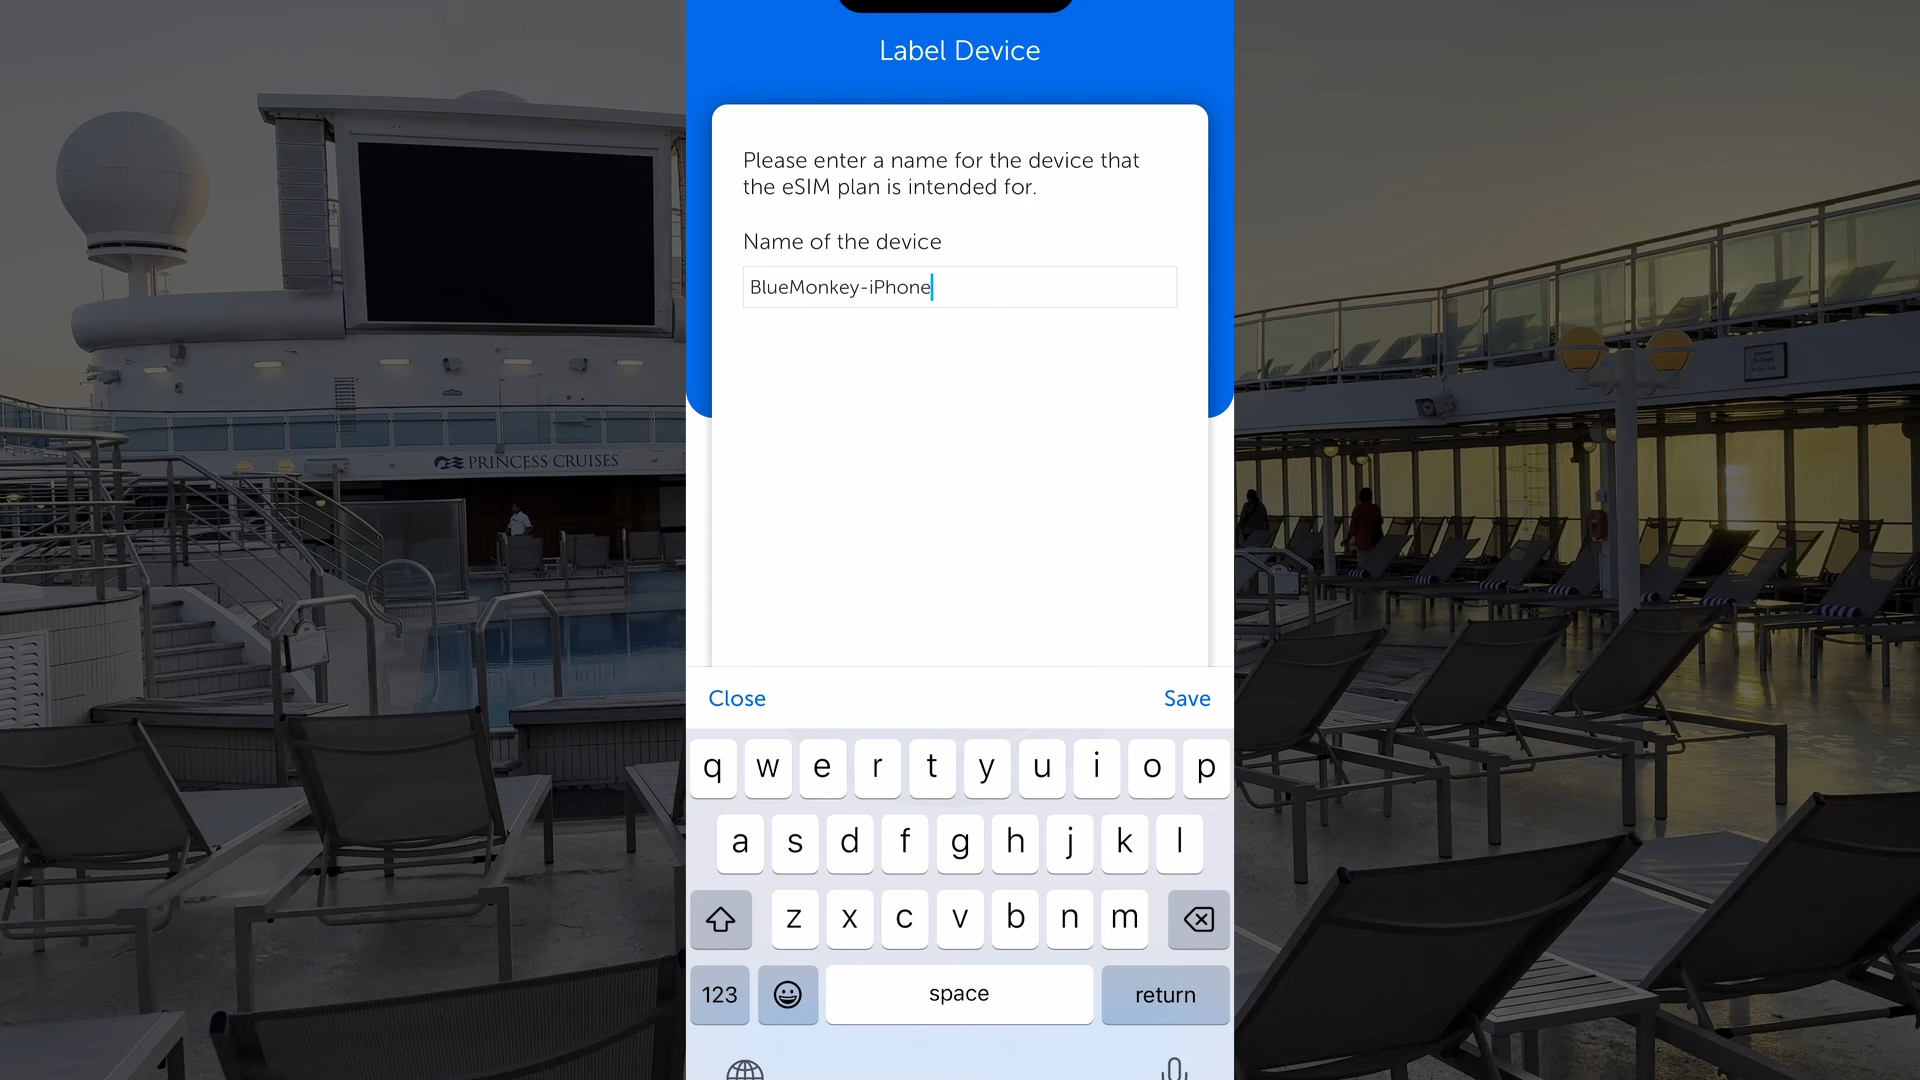 Label Device
Please enter a name for the device that
the eSIM plan is intended for.
Name of the device
BlueMonkey-iPhone
PRINCESS CRUISES
Close
Save
q w e r t y u i o p
a s d f g h j k l
z x c v b n m
123
space
return